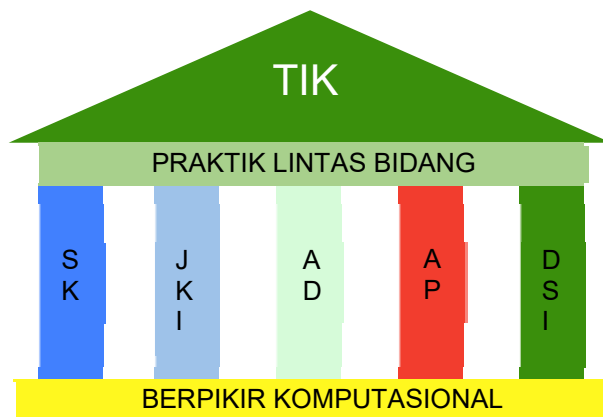 TIK
PRAKTIK LINTAS BIDANG
S
K
J
K
I
A
D
A
P
D
S
I
BERPIKIR KOMPUTASIONAL